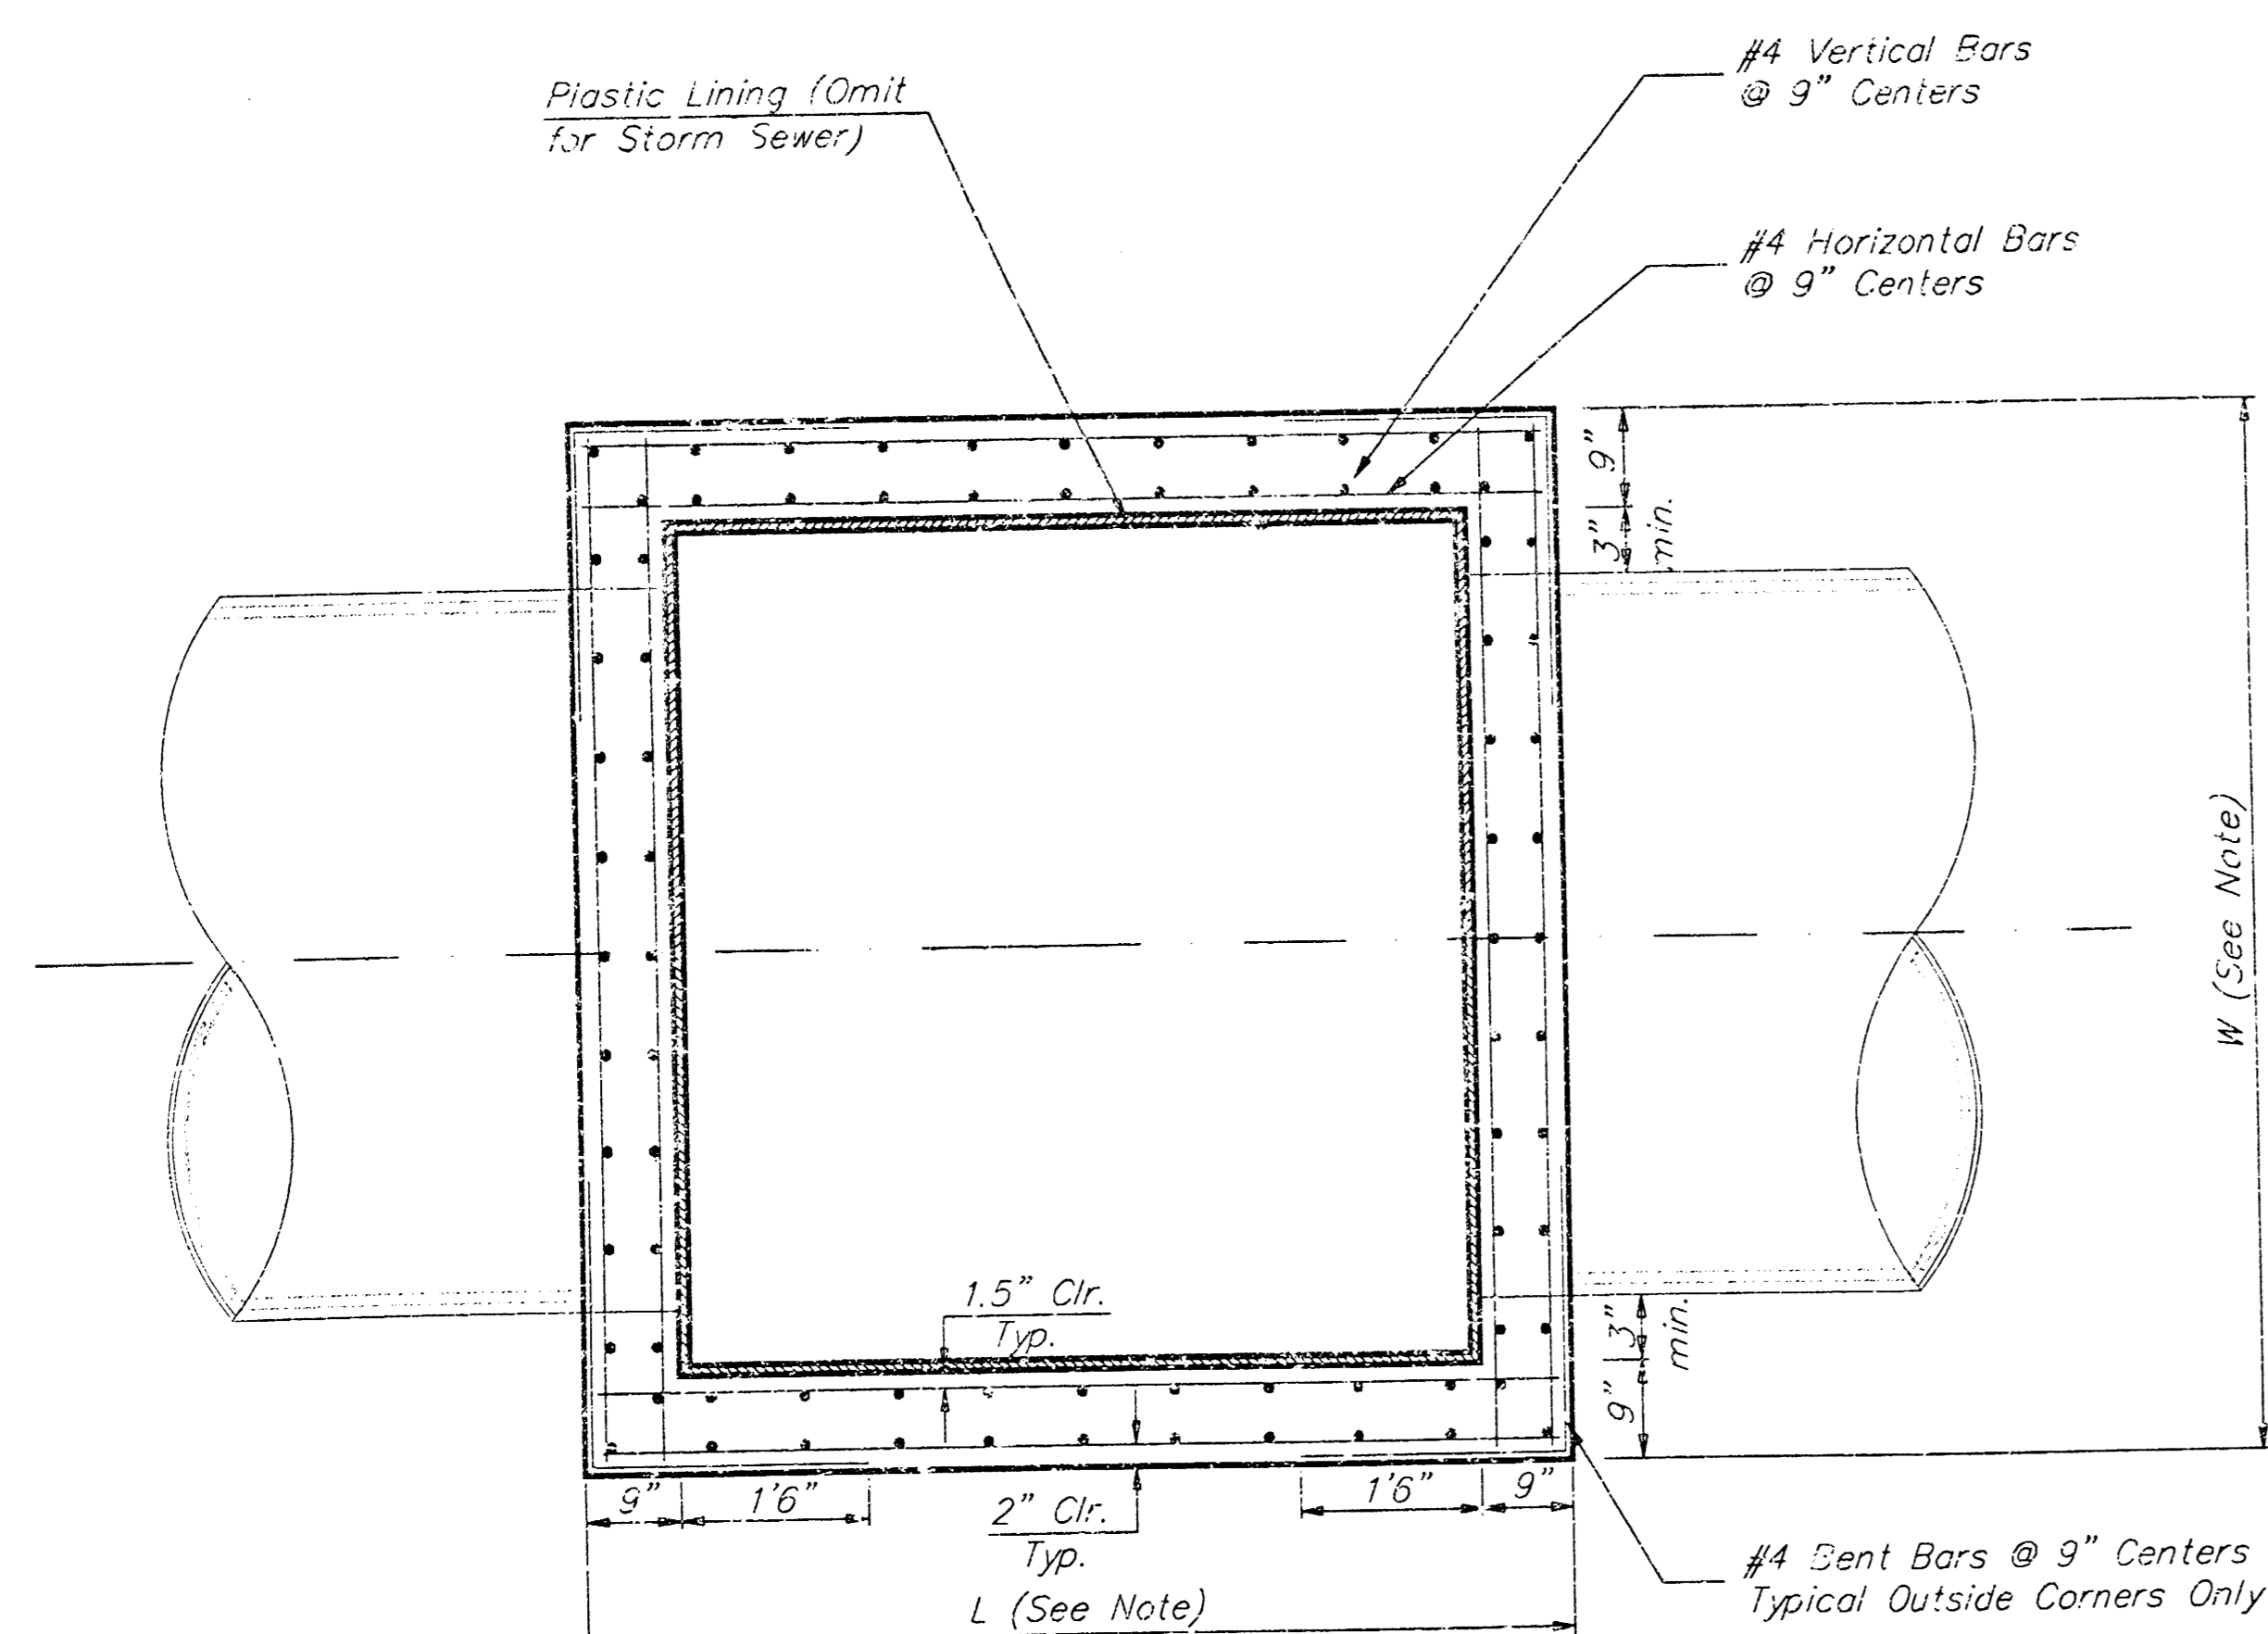 #4 Vertical Bars
@ 9" Centers
Plastic Lining (Omit
for Storm Sewer)
#4 Horizontal Bars
@ 9" Centers
9"
3"
min.
W (See Note)
1.5" Clr.
Typ.
3"
min.
9"
9"
1'6"
2" Clr.
Typ.
1'6"
9"
L (See Note)
#4 Bent Bars @ 9" Centers
Typical Outside Corners Only